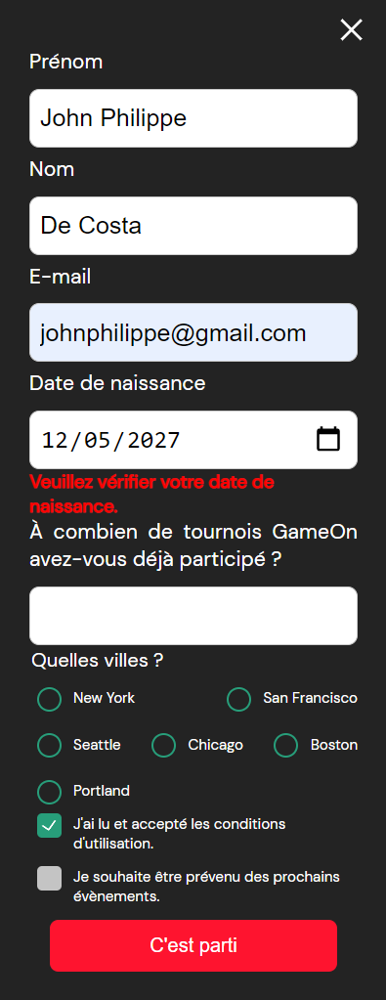 Prénom
John Philippe
Nom
De Costa
E-mail
johnphilippe@gmail.com
Date de naissance
12/05/2027
Veuillez vérifier votre date de
naissance.
À combien de tournois GameOn
avez-vous déjà participé ?
Quelles villes ?
New York San Francisco
Seattle Chicago Boston
Portland
J'ai lu et accepté les conditions
d'utilisation.
Je souhaite être prévenu des prochains
évènements.
C'est parti